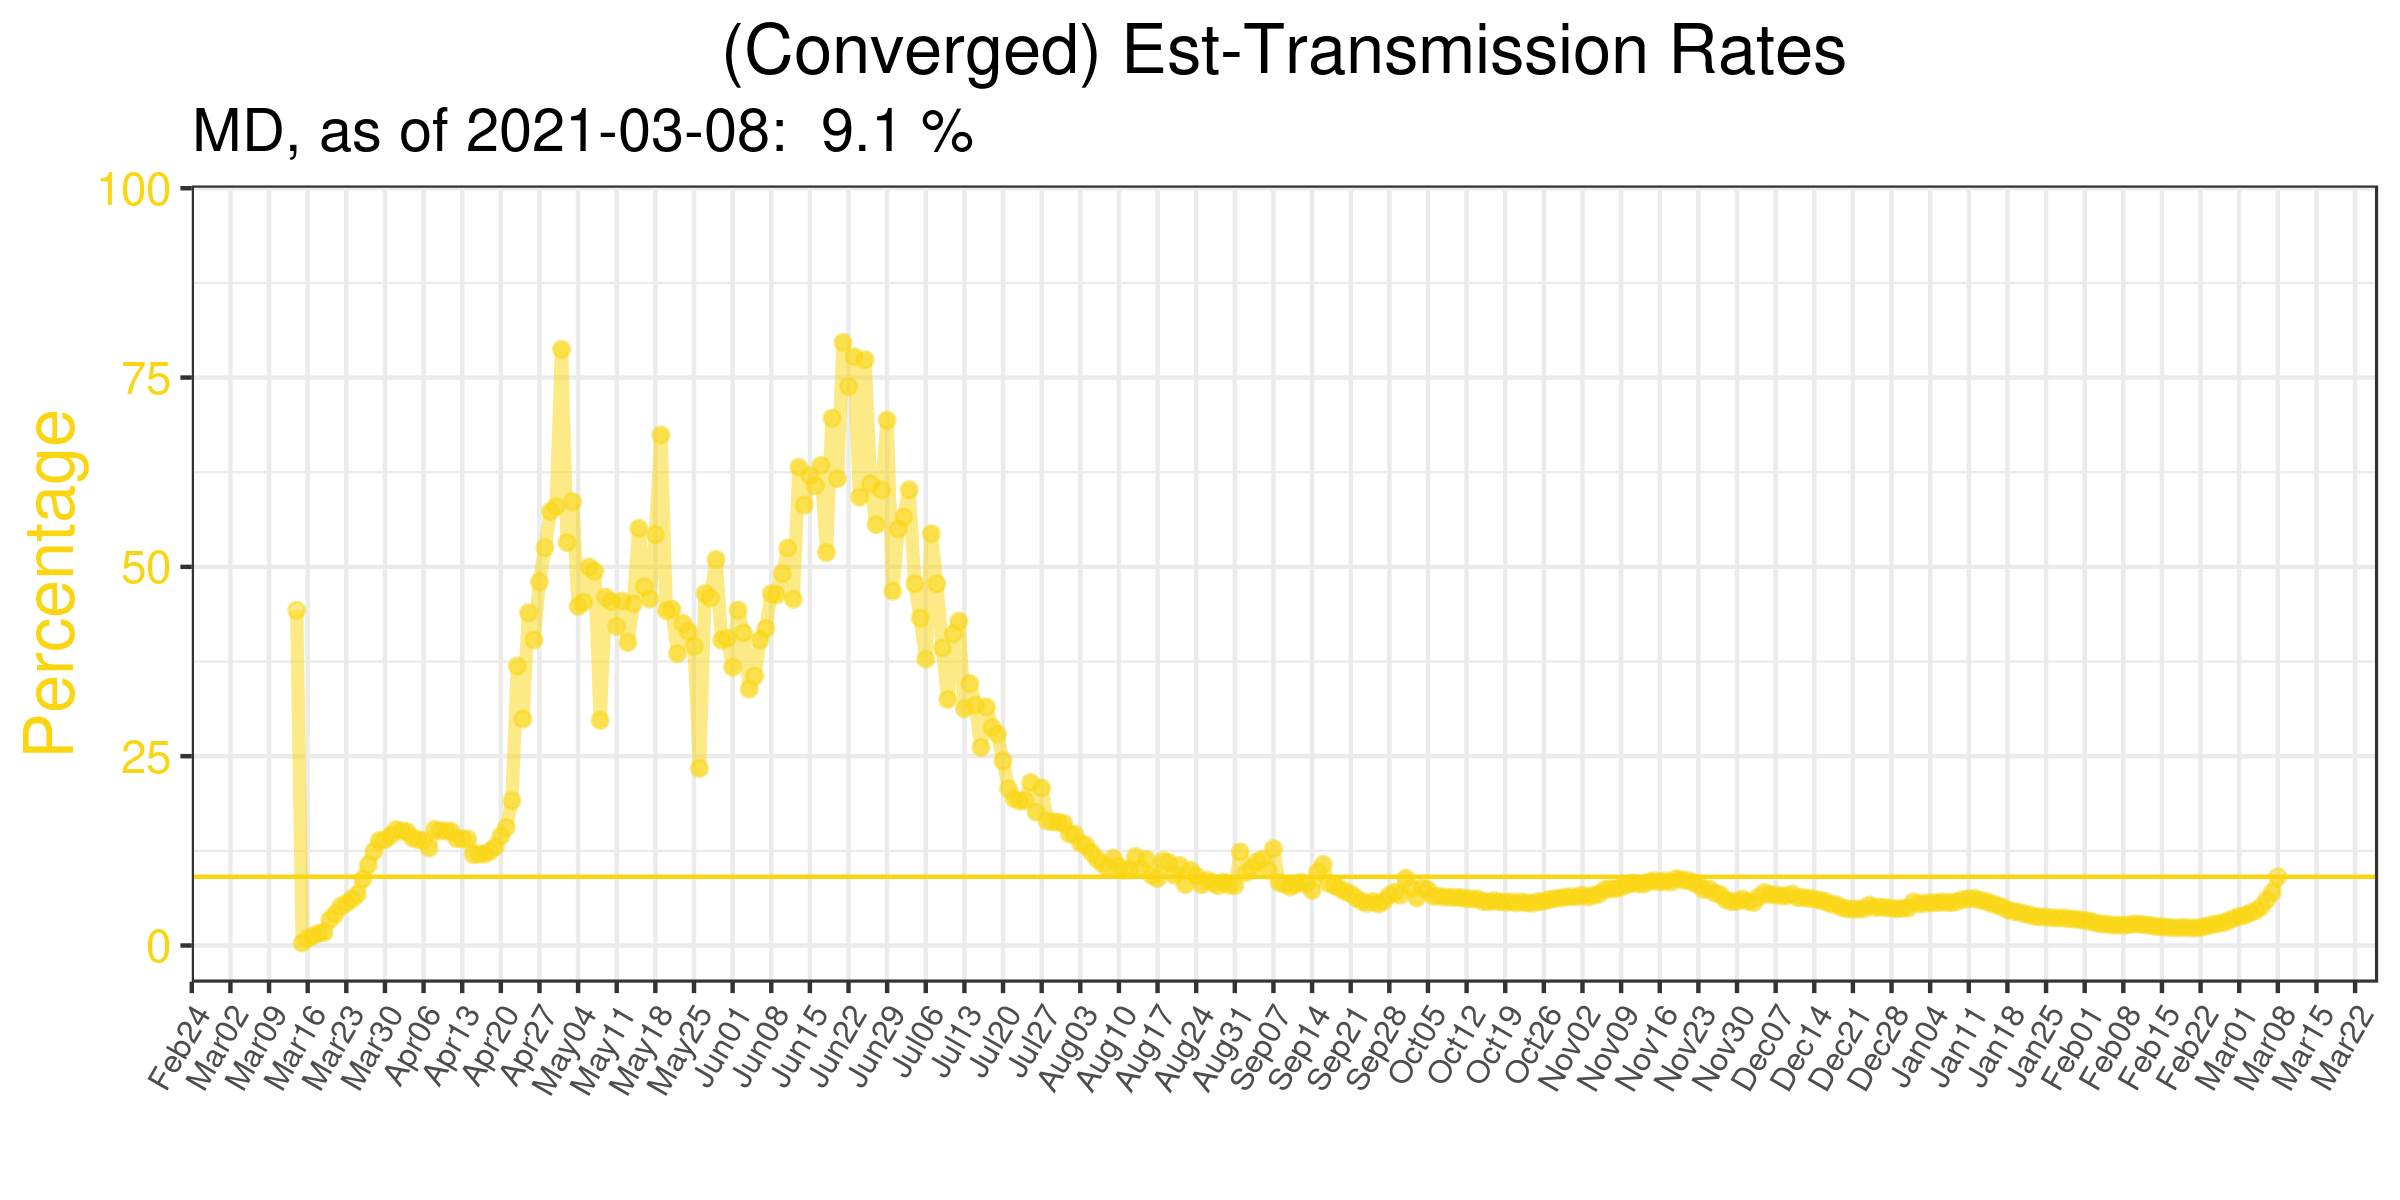 (Converged) Est-Transmission Rates
MD, as of 2021-03-08:  9.1 %
Percentage
100
75
50
25
0
Feb24
Mar02
Mar09
Mar16
Mar23
Mar30
Apr06
Apr13
Apr20
Apr27
May04
May11
May18
May25
Jun01
Jun08
Jun15
Jun22
Jun29
Jul06
Jul13
Jul20
Jul27
Aug03
Aug10
Aug17
Aug24
Aug31
Sep07
Sep14
Sep21
Sep28
Oct05
Oct12
Oct19
Oct26
Nov02
Nov09
Nov16
Nov23
Nov30
Dec07
Dec14
Dec21
Dec28
Jan04
Jan11
Jan18
Jan25
Feb01
Feb08
Feb15
Feb22
Mar01
Mar08
Mar15
Mar22